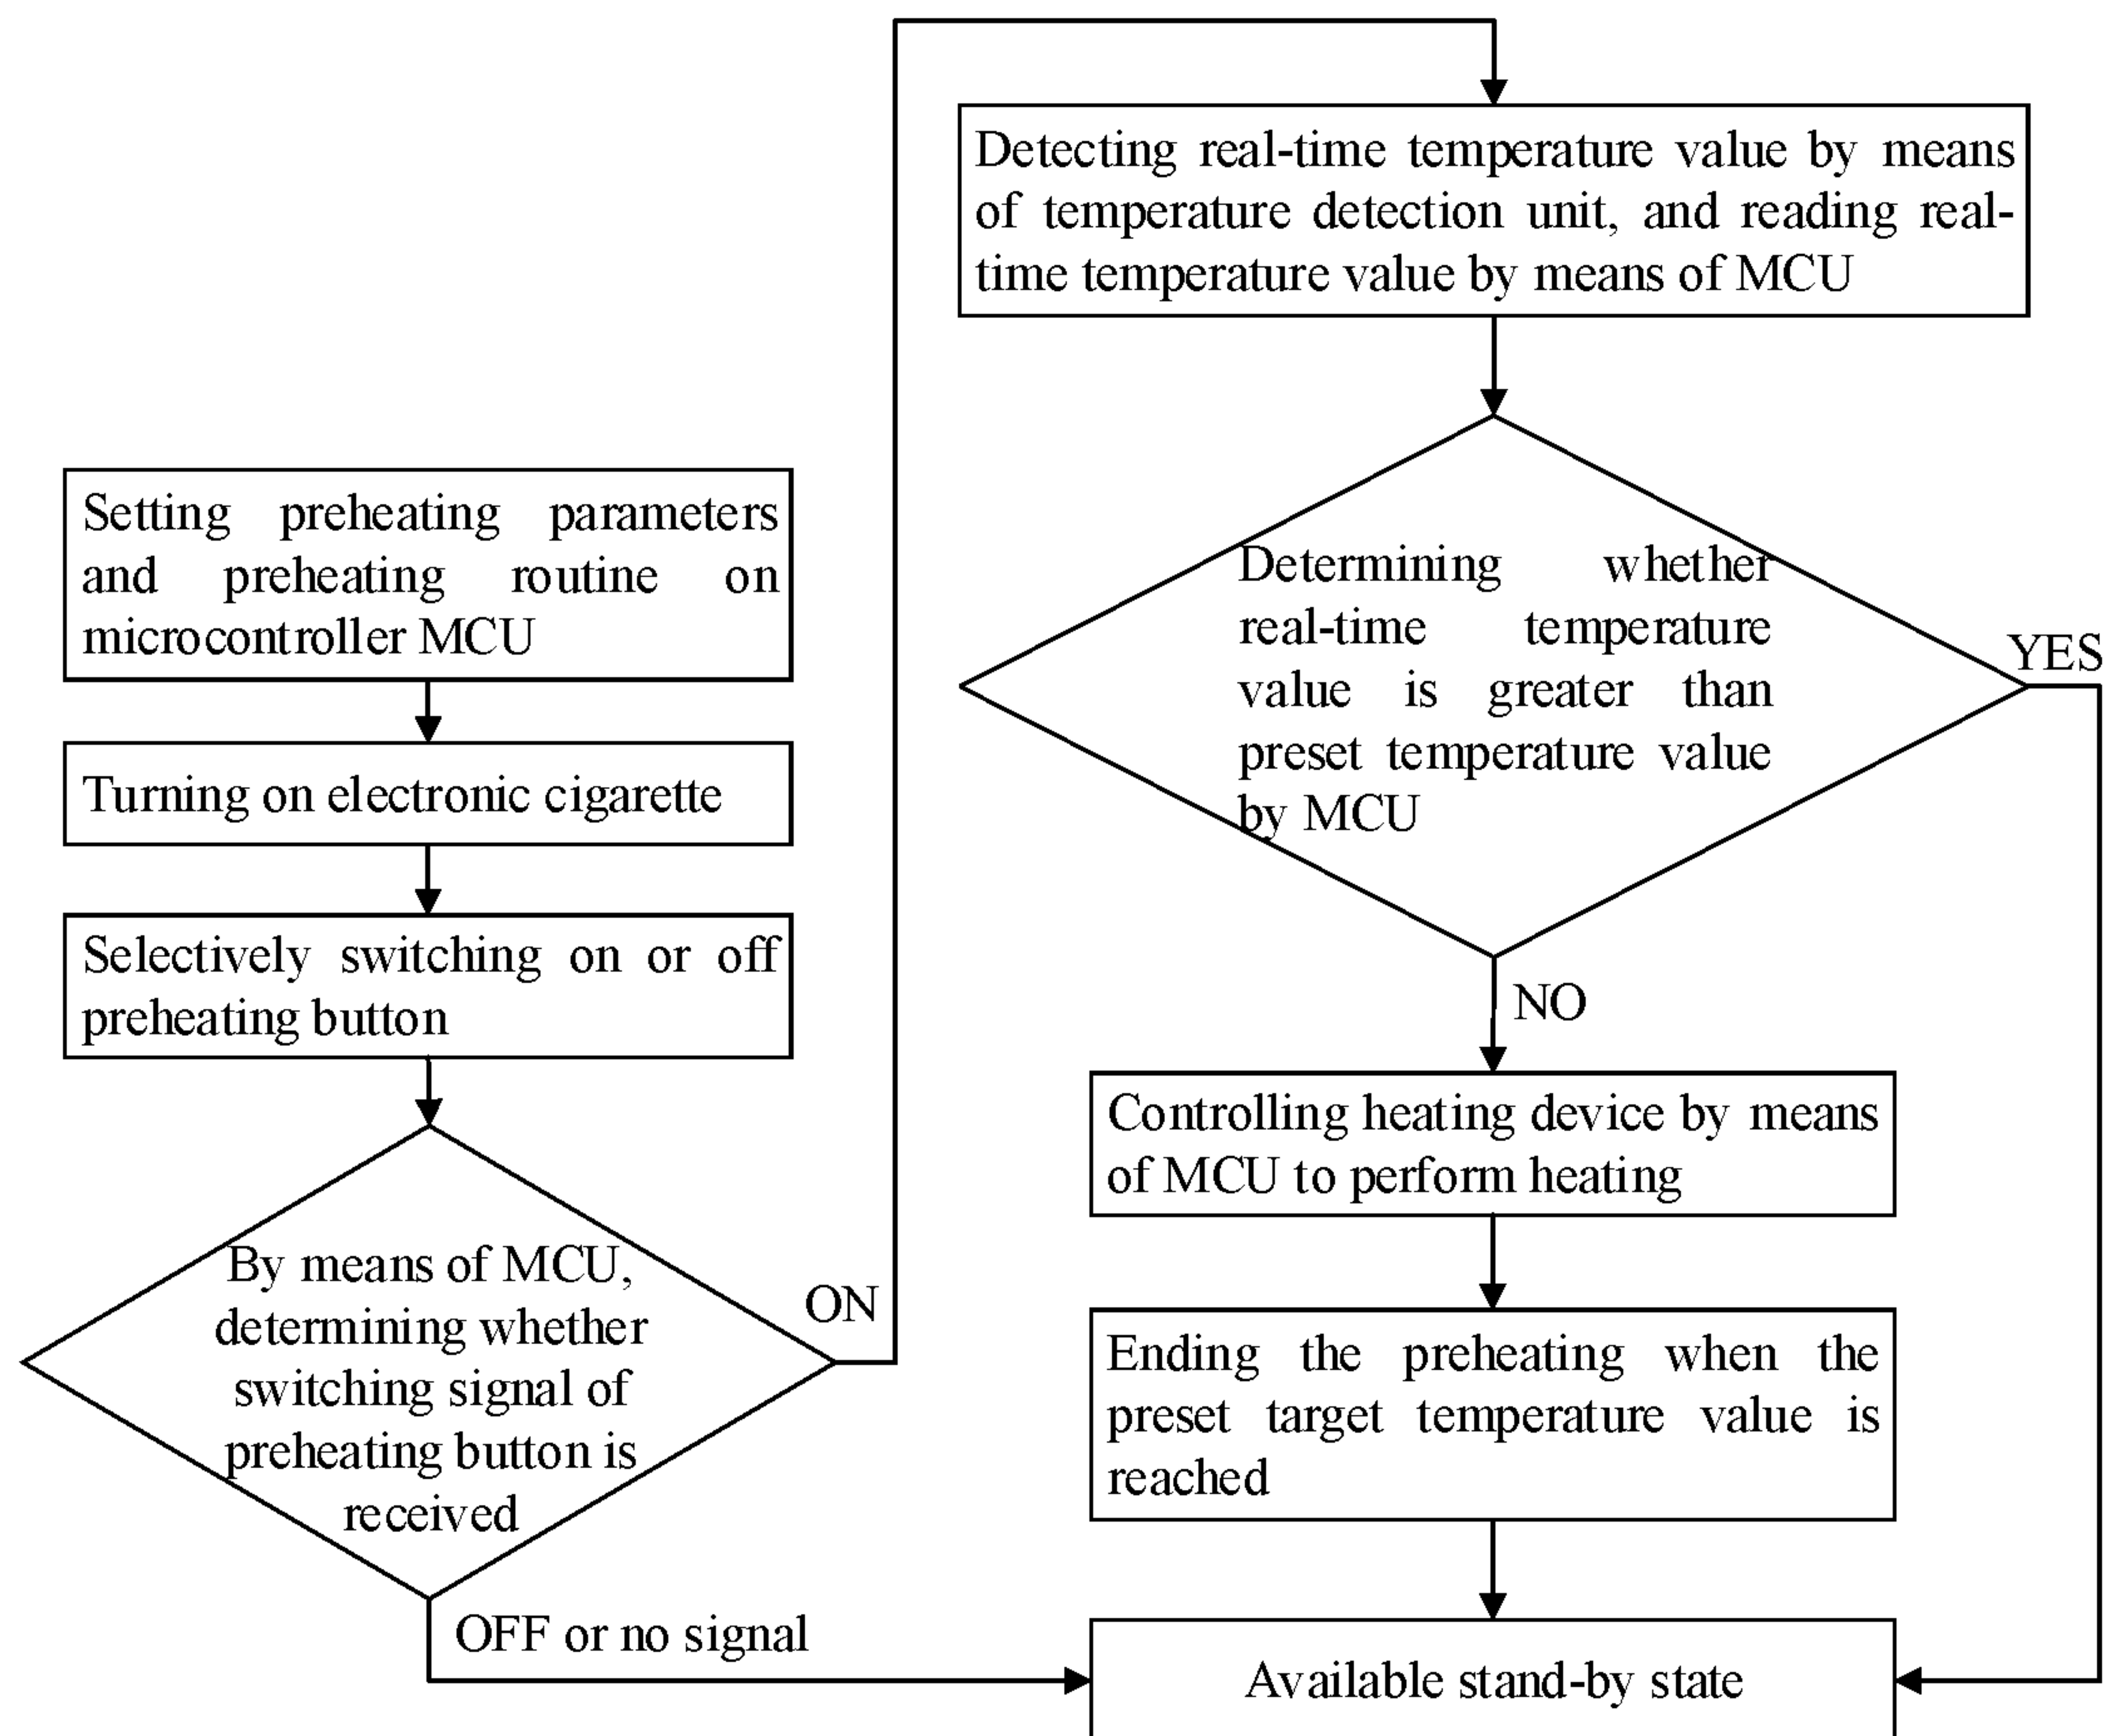 Setting preheating parameters
and preheating routine on
microcontroller MCU
Turning on electronic cigarette
Selectively switching on or off
preheating button
By means of MCU,
determining whether
switching signal of
preheating button is
received
ON
OFF or no signal
Detecting real-time temperature value by means
of temperature detection unit, and reading real-
time temperature value by means of MCU
Determining whether
real-time temperature
value is greater than
preset temperature value
by MCU
YES
NO
Controlling heating device by means
of MCU to perform heating
Ending the preheating when the
preset target temperature value is
reached
Available stand-by state